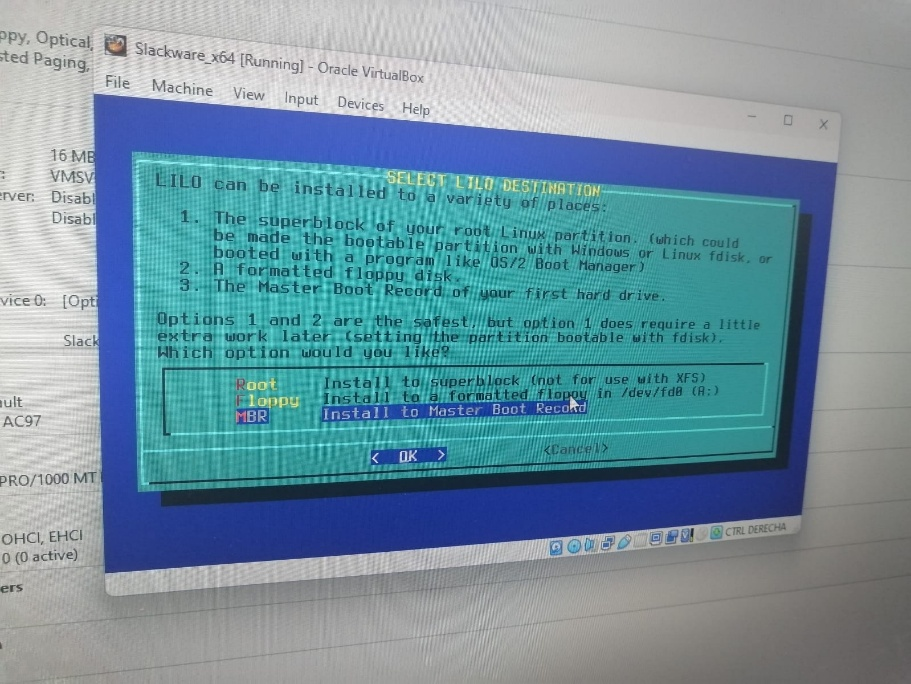 ppy, Optical,
sted Paging,
16 MB
VMSV
rver: Disabl
Disabl
vice 0: [Opti
Slack
ault
AC97
PRO/1000 MT
OHCI, EHCI
0 (0 active)
ers
Slackware_x64 [Running] - Oracle VirtualBox
File Machine View Input Devices Help
SELECT LILO DESTINATION
LILO can be installed to a variety of places:
1. The superblock of your root Linux partition. (which could
be made the bootable partition with Windows or Linux fdisk, or
booted with a program like OS/2 Boot Manager)
2. A formatted floppy disk.
3. The Master Boot Record of your first hard drive.
Options 1 and 2 are the safest, but option 1 does require a little
extra work later (setting the partition bootable with fdisk).
Which option would you like?
Root Install to superblock (not for use with XFS)
Floppy Install to a formatted floppy in /dev/fd0 (A:)
MBR Install to Master Boot Record
< OK > <Cancel>
CTRL DERECHA